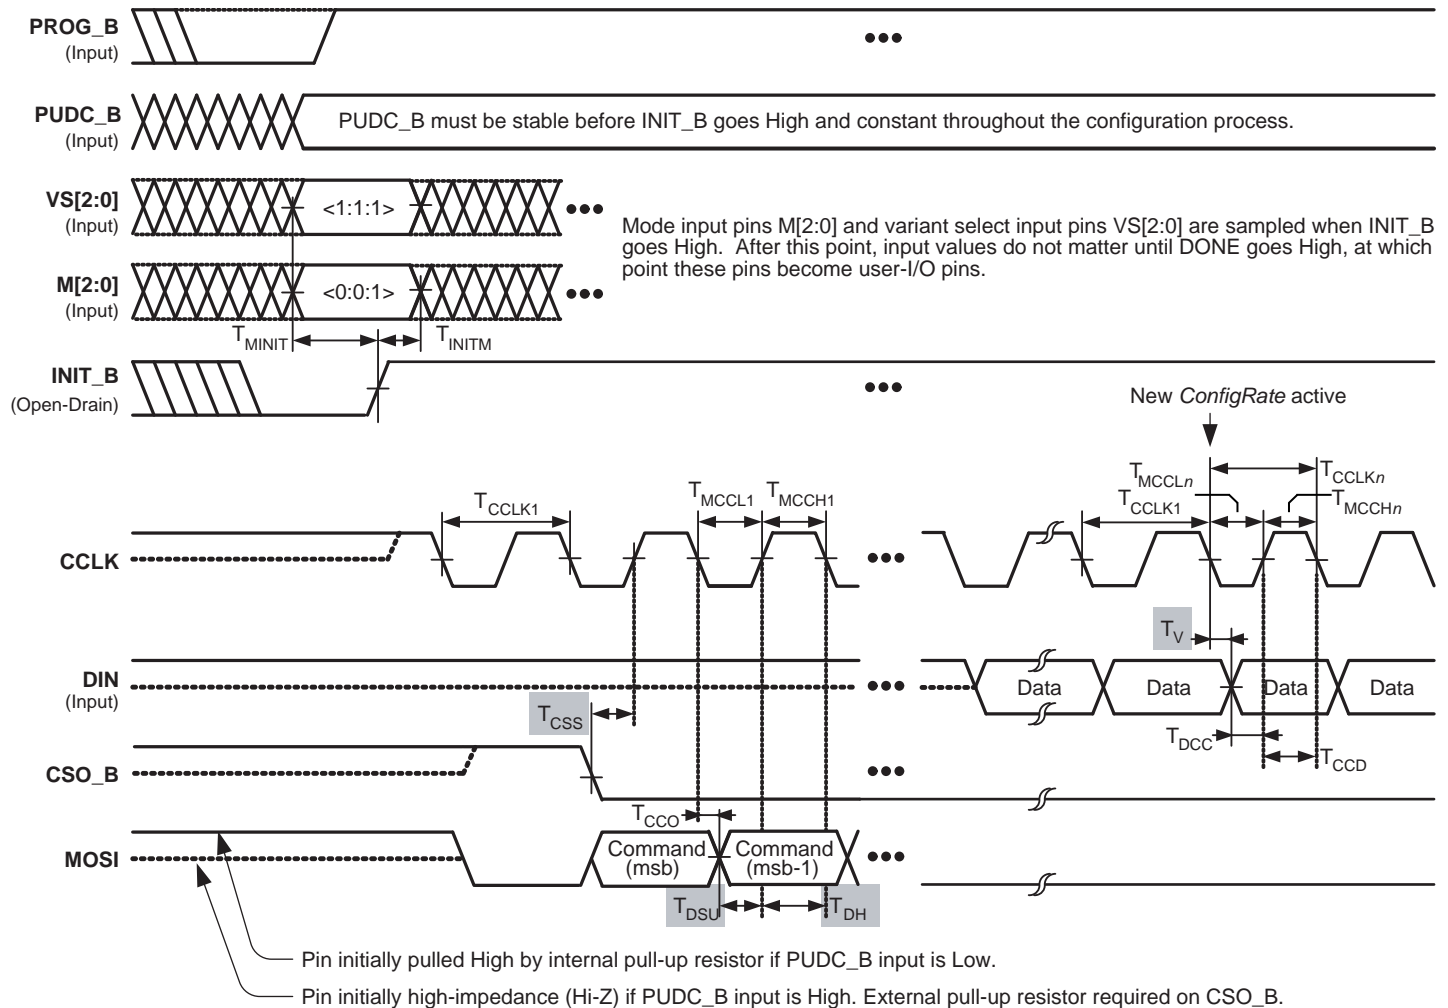 PROG_B
(Input)
PUDC_B
(Input)
PUDC_B must be stable before INIT_B goes High and constant throughout the configuration process.
VS[2:0]
(Input)
<1:1:1>
Mode input pins M[2:0] and variant select input pins VS[2:0] are sampled when INIT_B
goes High. After this point, input values do not matter until DONE goes High, at which
point these pins become user-I/O pins.
M[2:0]
(Input)
<0:0:1>
TMINIT
TINITM
INIT_B
(Open-Drain)
New ConfigRate active
TMCCLn
TCCLKn
TCCLK1
TMCCL1
TMCCH1
TCCLK1
TMCCHn
CCLK
TV
DIN
(Input)
Data
Data
Data
Data
TCSS
TDCC
TCCD
CSO_B
TCCO
MOSI
Command
(msb)
Command
(msb-1)
TDSU
TDH
Pin initially pulled High by internal pull-up resistor if PUDC_B input is Low.
Pin initially high-impedance (Hi-Z) if PUDC_B input is High. External pull-up resistor required on CSO_B.